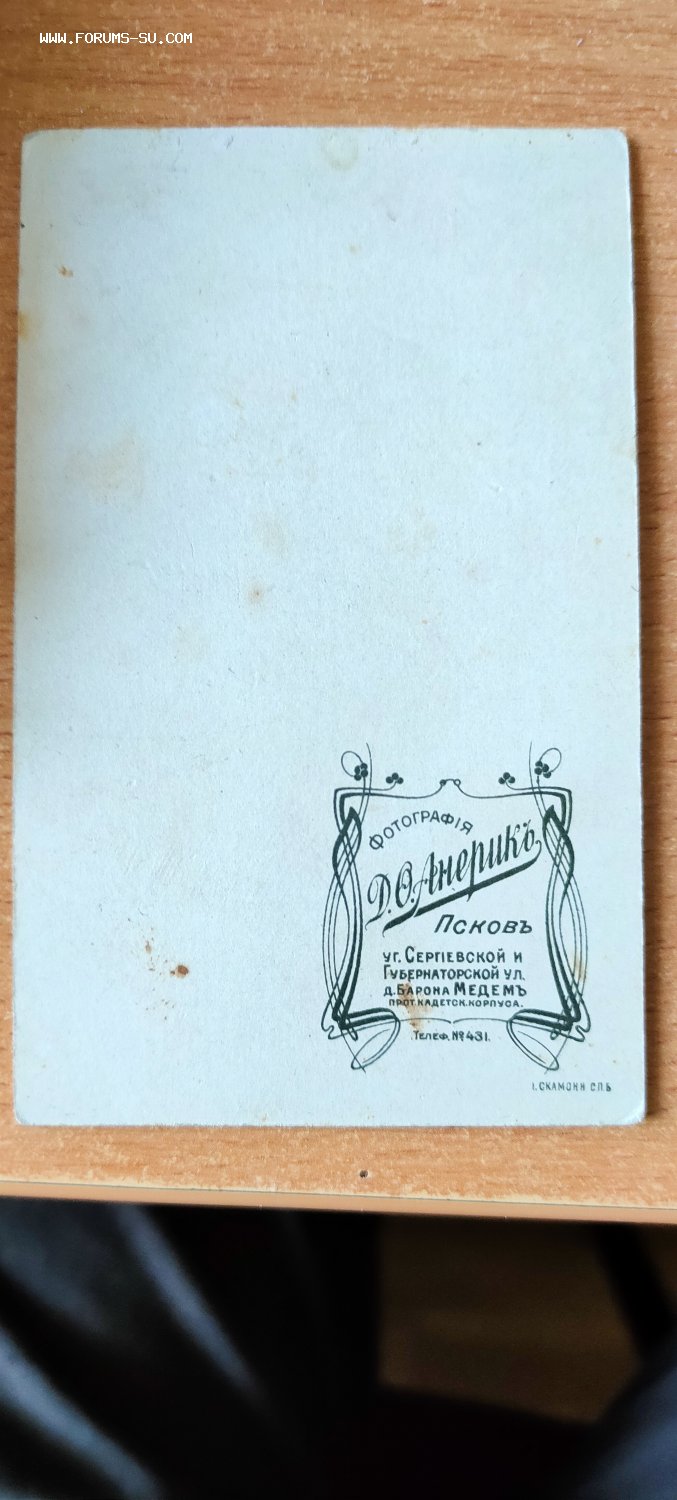 WWW.FORUMS-SU.COM
ФОТОГРАФІЯ
Д.О.Анерикъ
Псковъ
уг. Сергіевской и
Губернаторской ул.
д.Барона Медемъ
прот.кадетск.корпуса.
Телеф. №431.
І.СКАМОНИ С.П.Б